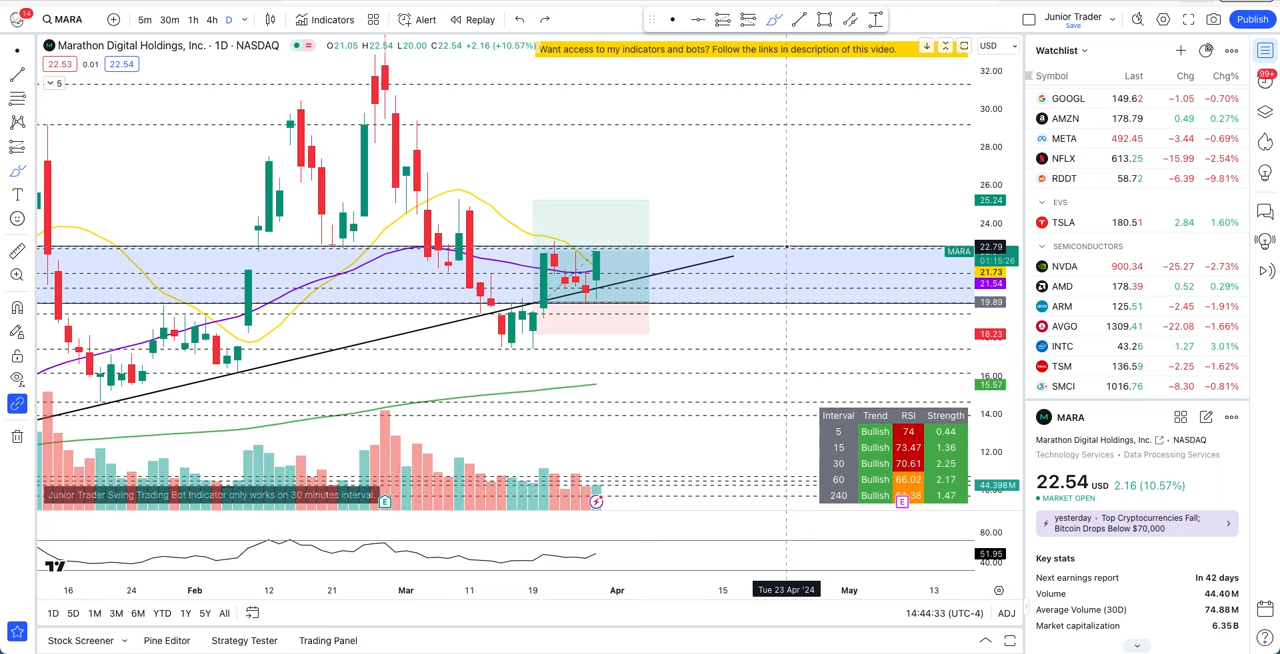 14
MARA
5m 30m 1h 4h D
Indicators
Alert
Replay
Junior Trader
Save
Publish
Marathon Digital Holdings, Inc. · 1D · NASDAQ
O21.05 H22.54 L20.00 C22.54 +2.16 (+10.57%)
Want access to my indicators and bots? Follow the links in description of this video.
USD
22.53 0.01 22.54
5
32.00
30.00
28.00
26.00
25.24
24.00
22.79
MARA
01:15:26
21.73
21.54
19.89
18.23
16.00
15.57
14.00
12.00
44.398M
80.00
51.95
40.00
Interval Trend RSI Strength
5 Bullish 74 0.44
15 Bullish 73.47 1.36
30 Bullish 70.61 2.25
60 Bullish 66.02 2.17
240 Bullish 1.47
E
Junior Trader Swing Trading Bot Indicator only works on 30 minutes interval.
E
16 24 Feb 12 21 Mar 11 19 Apr 15 Tue 23 Apr '24 May 13
1D 5D 1M 3M 6M YTD 1Y 5Y All
14:44:33 (UTC-4) ADJ
Stock Screener Pine Editor Strategy Tester Trading Panel
Watchlist
Symbol Last Chg Chg%
GOOGL 149.62 −1.05 −0.70%
AMZN 178.79 0.49 0.27%
META 492.45 −3.44 −0.69%
NFLX 613.25 −15.99 −2.54%
RDDT 58.72 −6.39 −9.81%
EVS
TSLA 180.51 2.84 1.60%
SEMICONDUCTORS
NVDA 900.34 −25.27 −2.73%
AMD 178.39 0.52 0.29%
ARM 125.51 −2.45 −1.91%
AVGO 1309.41 −22.08 −1.66%
INTC 43.26 1.27 3.01%
TSM 136.59 −2.25 −1.62%
SMCI 1016.76 −8.30 −0.81%
MARA
Marathon Digital Holdings, Inc. • NASDAQ
Technology Services • Data Processing Services
22.54 USD 2.16 (10.57%)
MARKET OPEN
yesterday • Top Cryptocurrencies Fall;
Bitcoin Drops Below $70,000
Key stats
Next earnings report In 42 days
Volume 44.40M
Average Volume (30D) 74.88M
Market capitalization 6.35B
99+